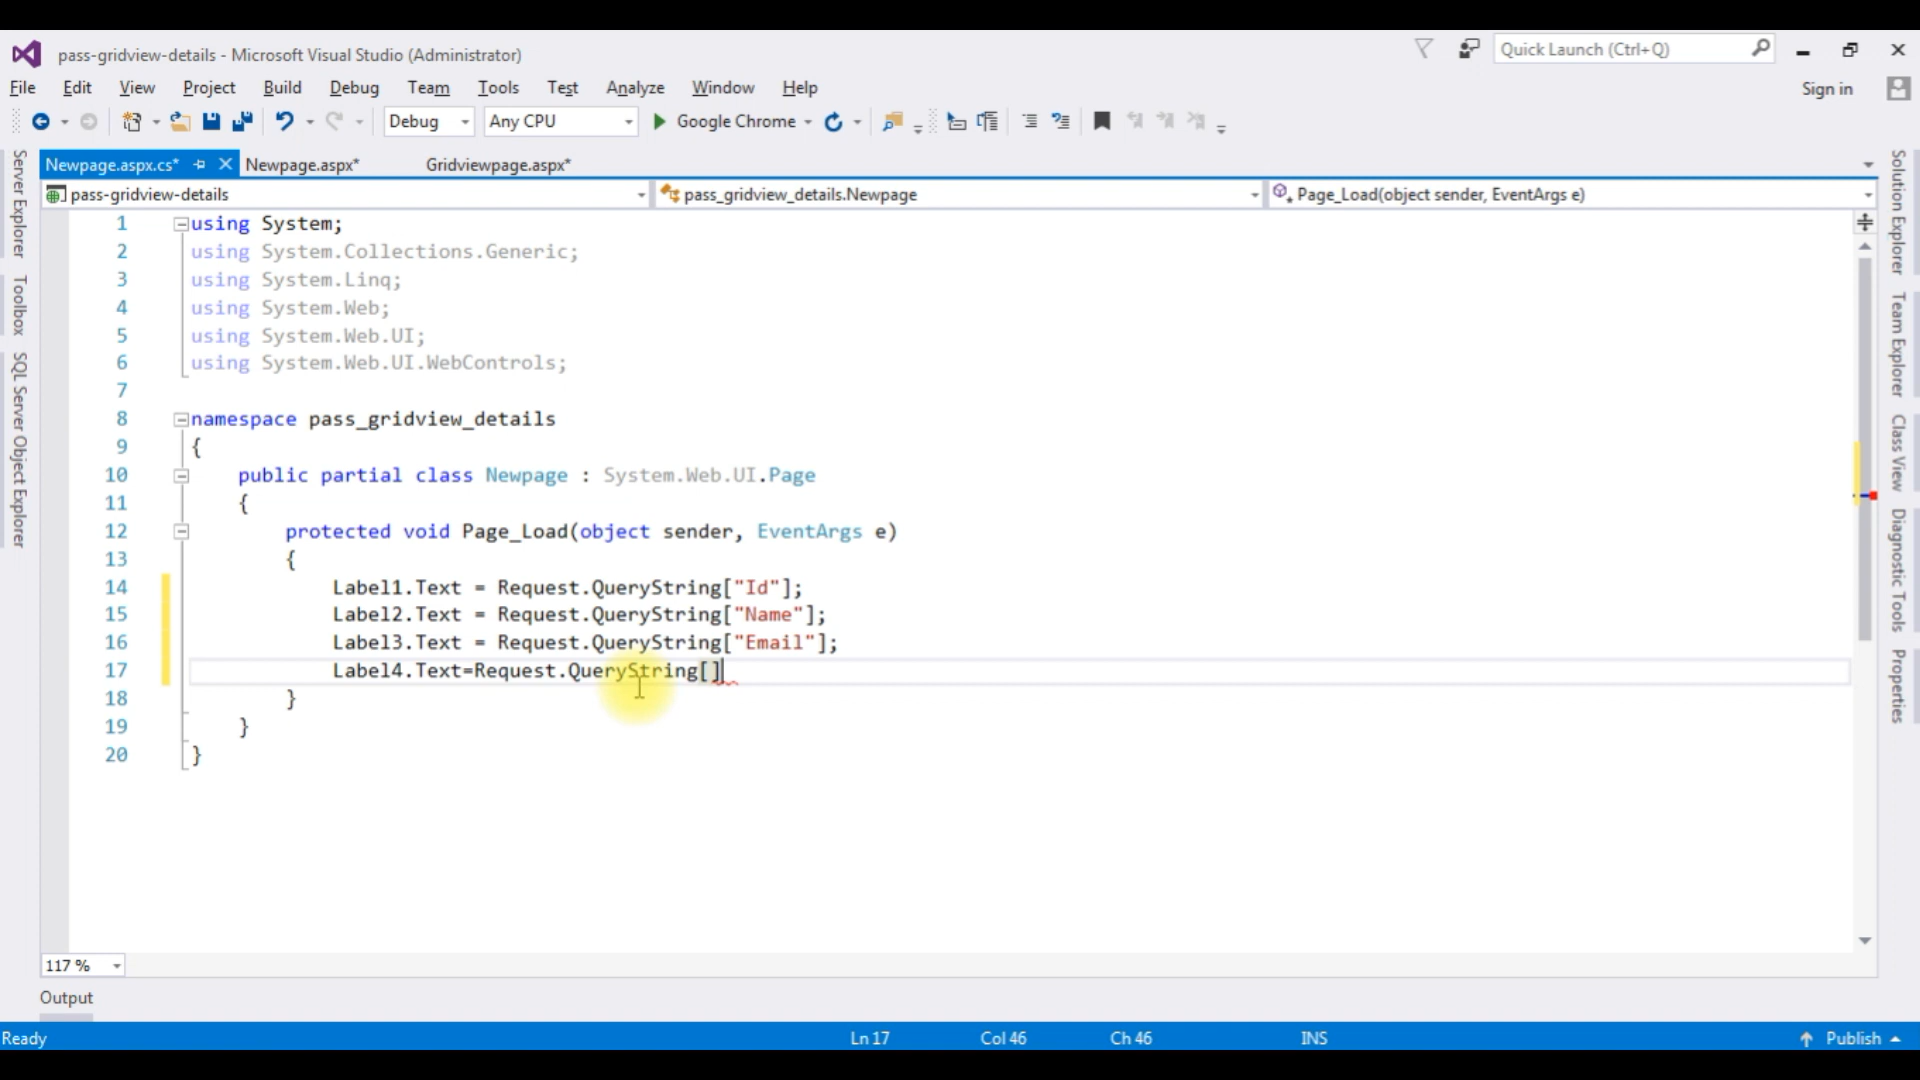 pass-gridview-details - Microsoft Visual Studio (Administrator)
Quick Launch (Ctrl+Q)
File Edit View Project Build Debug Team Tools Test Analyze Window Help
Sign in
Debug Any CPU Google Chrome
Newpage.aspx.cs* Newpage.aspx* Gridviewpage.aspx*
pass-gridview-details pass_gridview_details.Newpage Page_Load(object sender, EventArgs e)
Server Explorer
Toolbox
SQL Server Object Explorer
1 using System;
2 using System.Collections.Generic;
3 using System.Linq;
4 using System.Web;
5 using System.Web.UI;
6 using System.Web.UI.WebControls;
7
8 namespace pass_gridview_details
9 {
10 public partial class Newpage : System.Web.UI.Page
11 {
12 protected void Page_Load(object sender, EventArgs e)
13 {
14 Label1.Text = Request.QueryString["Id"];
15 Label2.Text = Request.QueryString["Name"];
16 Label3.Text = Request.QueryString["Email"];
17 Label4.Text=Request.QueryString[]
18 }
19 }
20 }
Solution Explorer
Team Explorer
Class View
Diagnostic Tools
Properties
117 %
Output
Ready Ln 17 Col 46 Ch 46 INS Publish